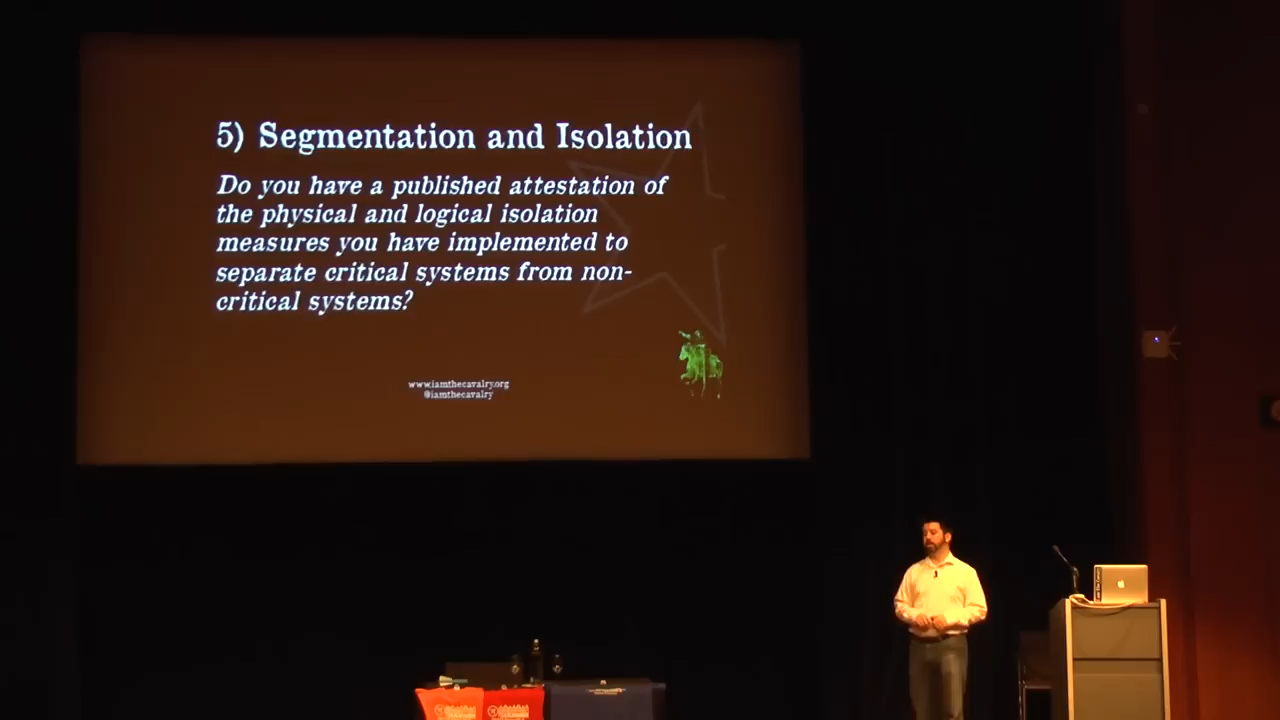 5) Segmentation and Isolation
Do you have a published attestation of
the physical and logical isolation
measures you have implemented to
separate critical systems from non-
critical systems?
www.iamthecavalry.org
@iamthecavalry